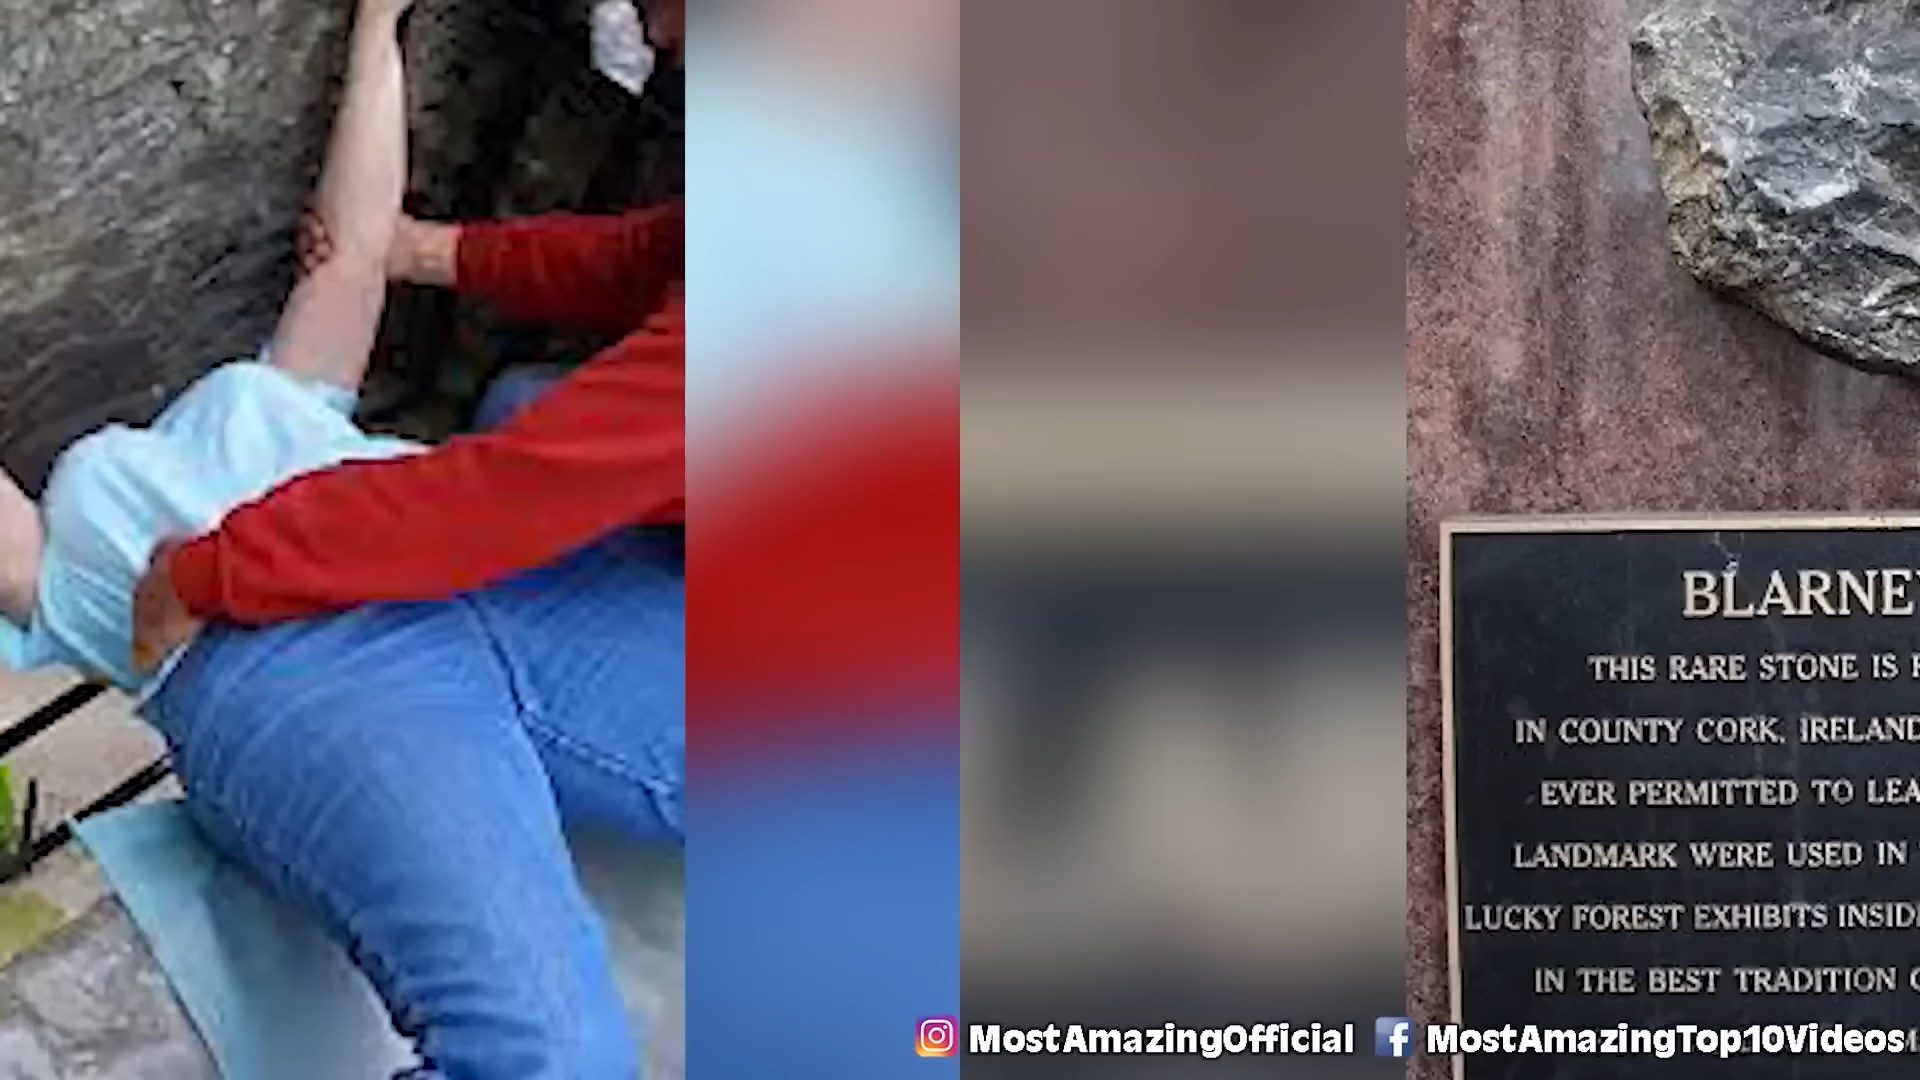 BLARNE
THIS RARE STONE IS
IN COUNTY CORK, IRELAND
EVER PERMITTED TO LEA
LANDMARK WERE USED IN
LUCKY FOREST EXHIBITS INSID
IN THE BEST TRADITION
MostAmazingOfficial MostAmazingTop10Videos